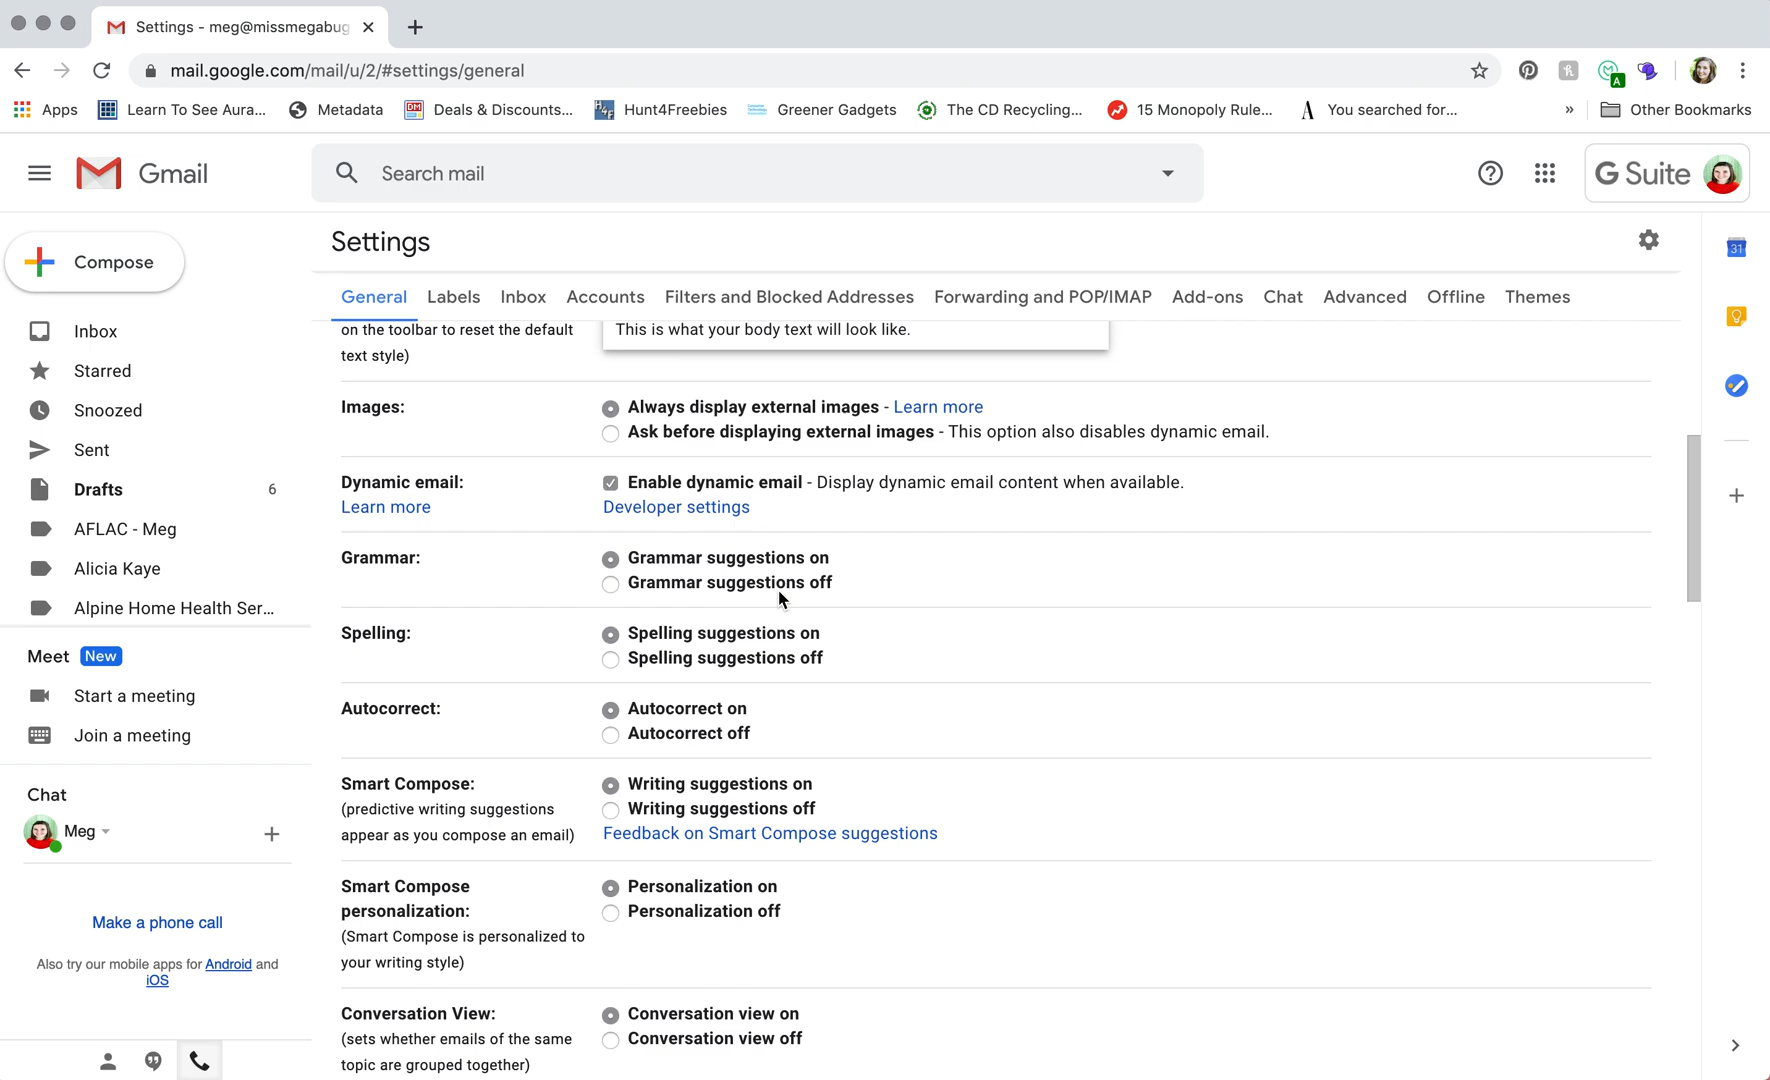 Settings - meg@missmegabug
mail.google.com/mail/u/2/#settings/general
A
Apps
Learn To See Aura...
Metadata
DM
Deals & Discounts...
H4F
Hunt4Freebies
Greener Gadgets
The CD Recycling...
15 Monopoly Rule...
You searched for...
»
Other Bookmarks
Gmail
Search mail
G Suite
Compose
Inbox
Starred
Snoozed
Sent
Drafts 6
AFLAC - Meg
Alicia Kaye
Alpine Home Health Ser...
Meet New
Start a meeting
Join a meeting
Chat
Meg
Make a phone call
Also try our mobile apps for Android and
iOS
Settings
General Labels Inbox Accounts Filters and Blocked Addresses Forwarding and POP/IMAP Add-ons Chat Advanced Offline Themes
on the toolbar to reset the default
text style)
This is what your body text will look like.
Images:
Always display external images - Learn more
Ask before displaying external images - This option also disables dynamic email.
Dynamic email:
Learn more
Enable dynamic email - Display dynamic email content when available.
Developer settings
Grammar:
Grammar suggestions on
Grammar suggestions off
Spelling:
Spelling suggestions on
Spelling suggestions off
Autocorrect:
Autocorrect on
Autocorrect off
Smart Compose:
(predictive writing suggestions
appear as you compose an email)
Writing suggestions on
Writing suggestions off
Feedback on Smart Compose suggestions
Smart Compose
personalization:
(Smart Compose is personalized to
your writing style)
Personalization on
Personalization off
Conversation View:
(sets whether emails of the same
topic are grouped together)
Conversation view on
Conversation view off
31